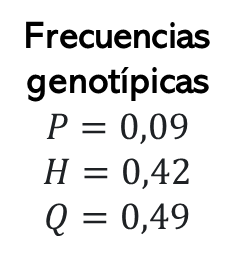 Frecuencias
genotípicas
P = 0,09
H = 0,42
Q = 0,49